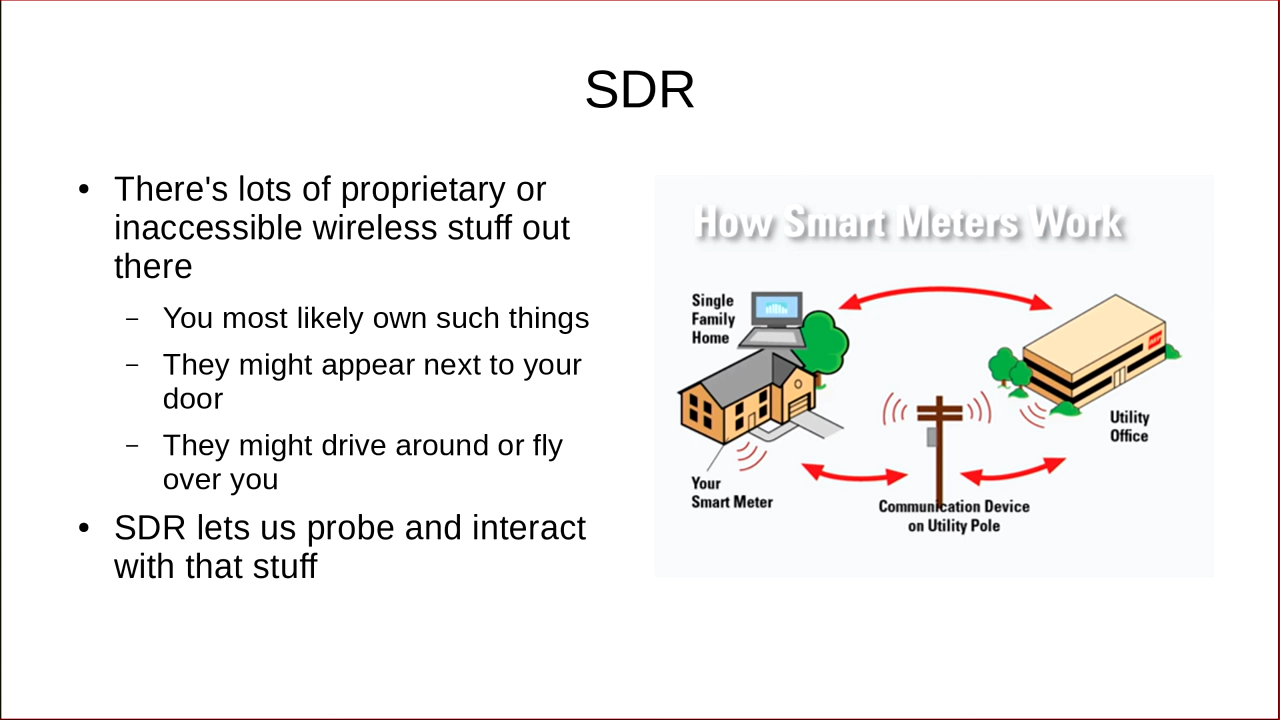 SDR
• There's lots of proprietary or
inaccessible wireless stuff out
there
– You most likely own such things
– They might appear next to your
door
– They might drive around or fly
over you
• SDR lets us probe and interact
with that stuff
How Smart Meters Work
Single
Family
Home
Utility
Office
Your
Smart Meter
Communication Device
on Utility Pole